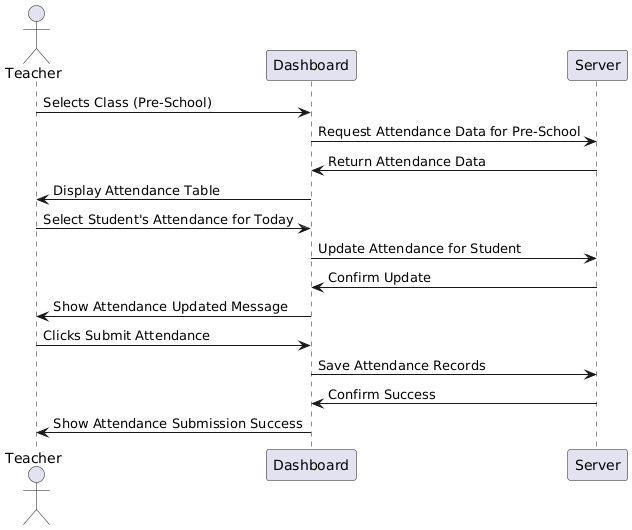 Teacher
Dashboard
Server
Selects Class (Pre-School)
Request Attendance Data for Pre-School
Return Attendance Data
Display Attendance Table
Select Student's Attendance for Today
Update Attendance for Student
Confirm Update
Show Attendance Updated Message
Clicks Submit Attendance
Save Attendance Records
Confirm Success
Show Attendance Submission Success
Teacher
Dashboard
Server